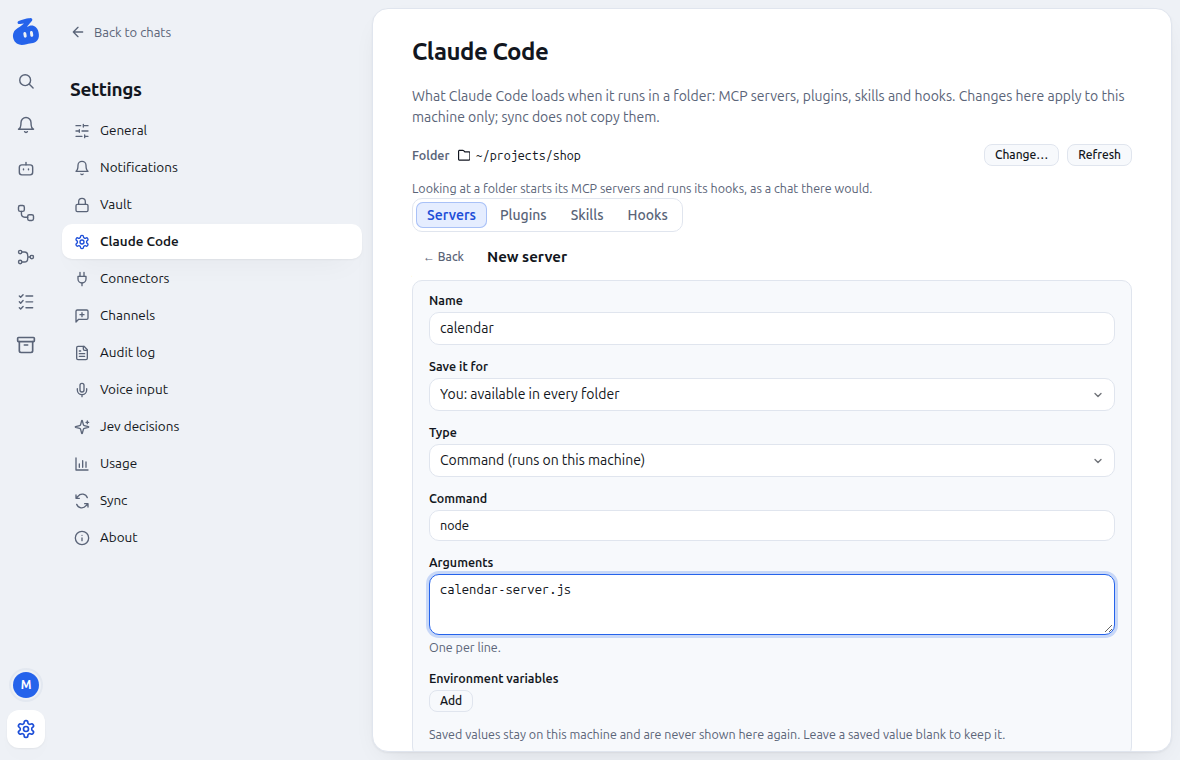 Back to chats
Settings
General
Notifications
Vault
Claude Code
Connectors
Channels
Audit log
Voice input
Jev decisions
Usage
Sync
About
M
Claude Code
What Claude Code loads when it runs in a folder: MCP servers, plugins, skills and hooks. Changes here apply to this
machine only; sync does not copy them.
Folder ~/projects/shop Change... Refresh
Looking at a folder starts its MCP servers and runs its hooks, as a chat there would.
Servers Plugins Skills Hooks
← Back New server
Name
calendar
Save it for
You: available in every folder
Type
Command (runs on this machine)
Command
node
Arguments
calendar-server.js
One per line.
Environment variables
Add
Saved values stay on this machine and are never shown here again. Leave a saved value blank to keep it.